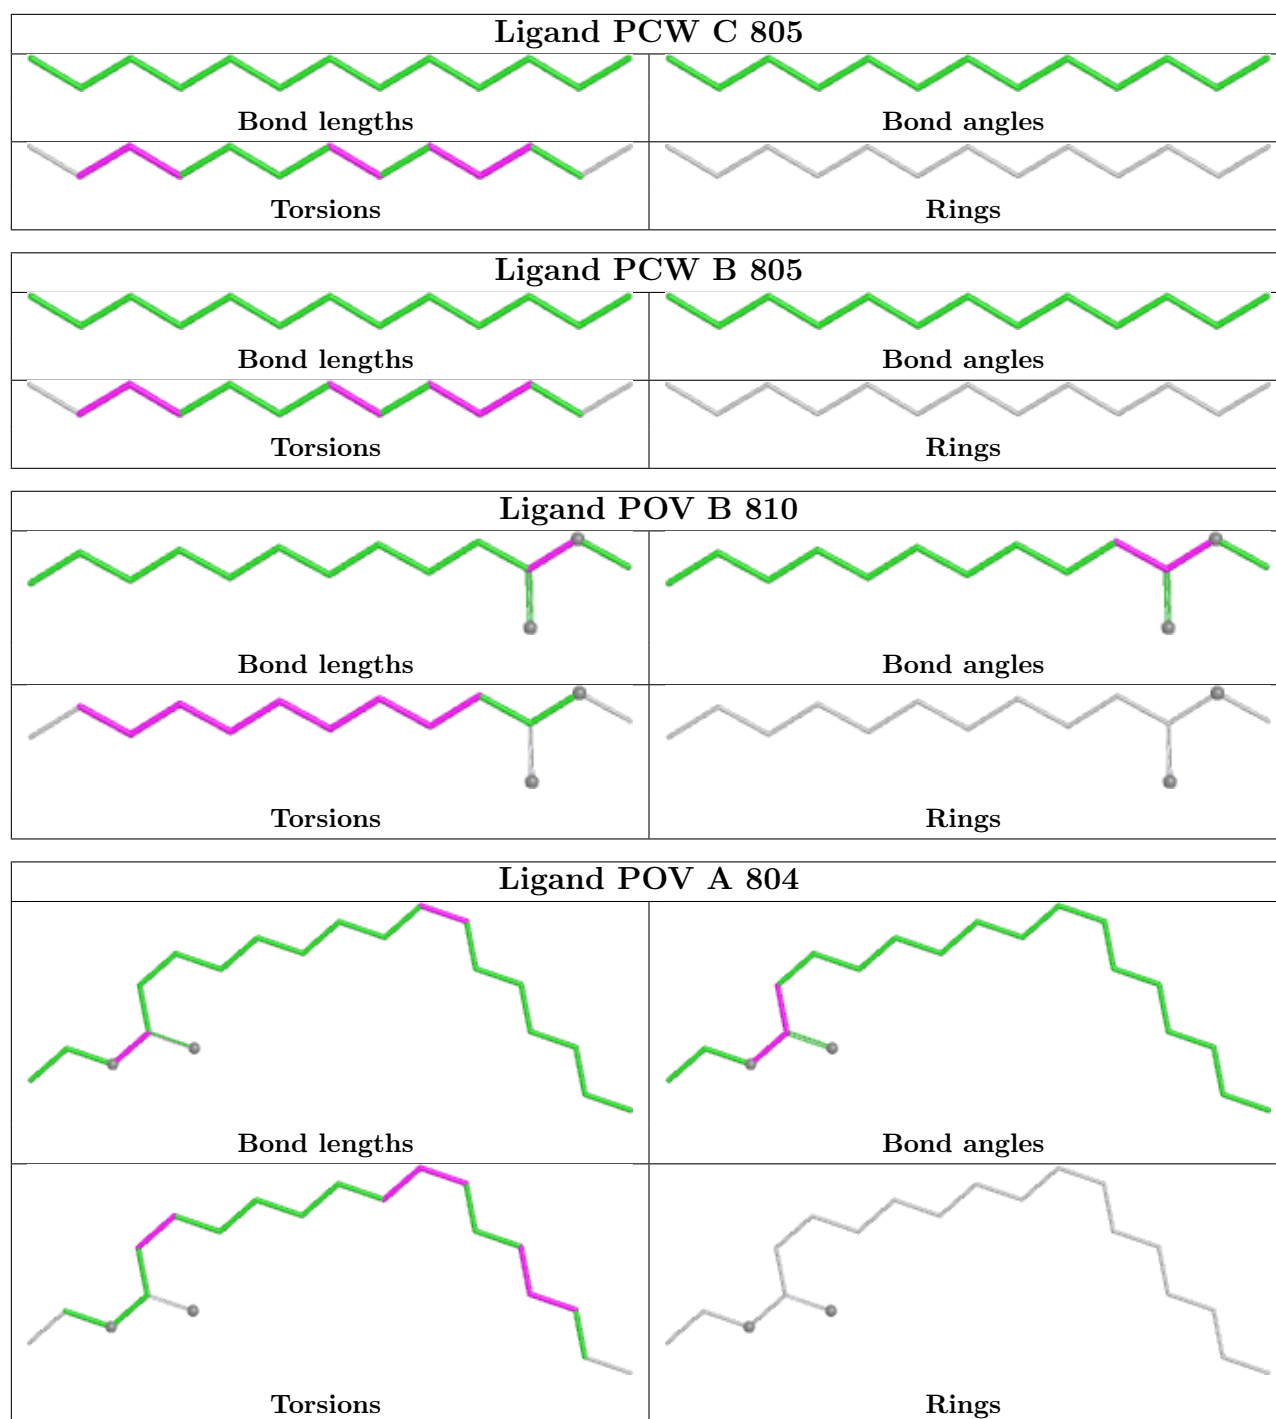 Ligand PCW C 805
Bond lengths
Bond angles
Torsions
Rings
Ligand PCW B 805
Bond lengths
Bond angles
Torsions
Rings
Ligand POV B 810
Bond lengths
Bond angles
Torsions
Rings
Ligand POV A 804
Bond lengths
Bond angles
Torsions
Rings